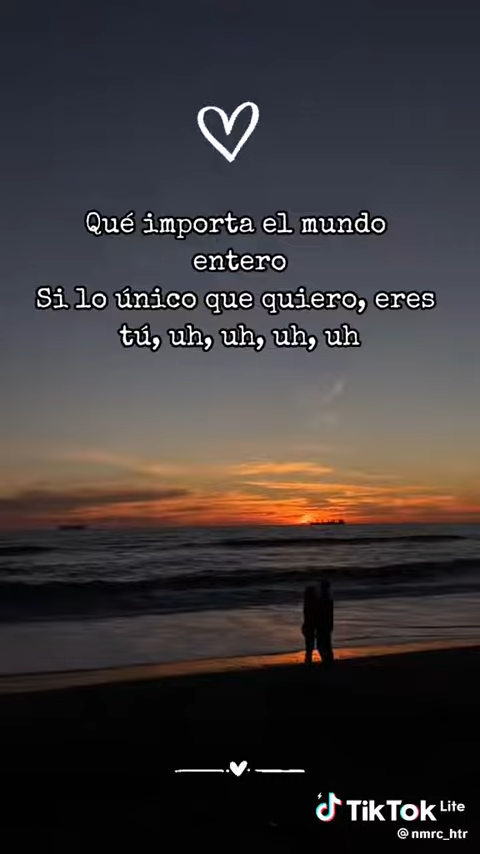 Qué importa el mundo
entero
Si lo único que quiero, eres
tú, uh, uh, uh, uh
TikTok Lite
@nmrc_htr